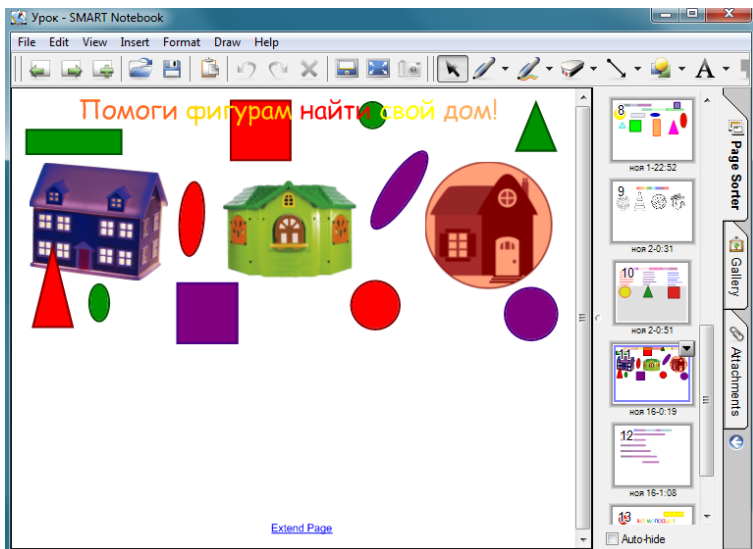 Урок - SMART Notebook
File Edit View Insert Format Draw Help
A
Помоги фигурам найти свой дом!
Extend Page
8
ноя 1-22:52
9
ноя 2-0:31
10
ноя 2-0:51
11
ноя 16-0:19
12
ноя 16-1:08
13
Auto-hide
Page Sorter
Gallery
Attachments